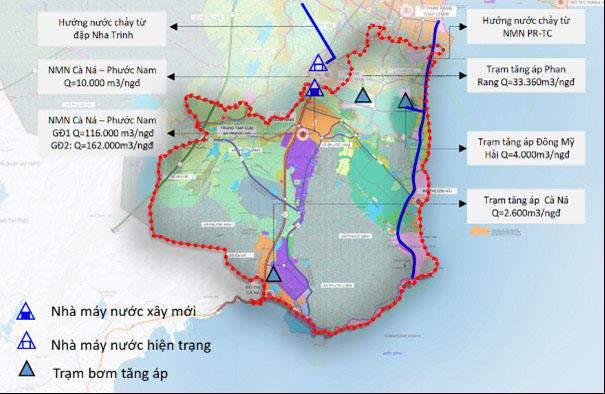 Hướng nước chảy từ
đập Nha Trinh
NMN Cà Ná – Phước Nam
Q=10.000 m3/ngđ
NMN Cà Ná – Phước Nam
GĐ1 Q=116.000 m3/ngđ
GĐ2: Q=162.000m3/ngđ
Hướng nước chảy từ
NMN PR-TC
Trạm tăng áp Phan
Rang Q=33.360m3/ngđ
Trạm tăng áp Đông Mỹ
Hải Q=4.000m3/ngđ
Trạm tăng áp Cà Ná
Q=2.600m3/ngđ
Nhà máy nước xây mới
Nhà máy nước hiện trạng
Trạm bơm tăng áp